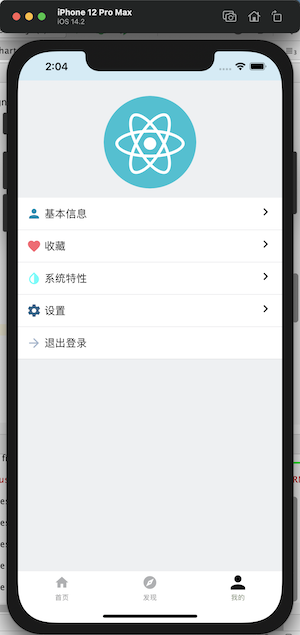 iPhone 12 Pro Max
iOS 14.2
2:04
基本信息
收藏
系统特性
设置
退出登录
首页
发现
我的